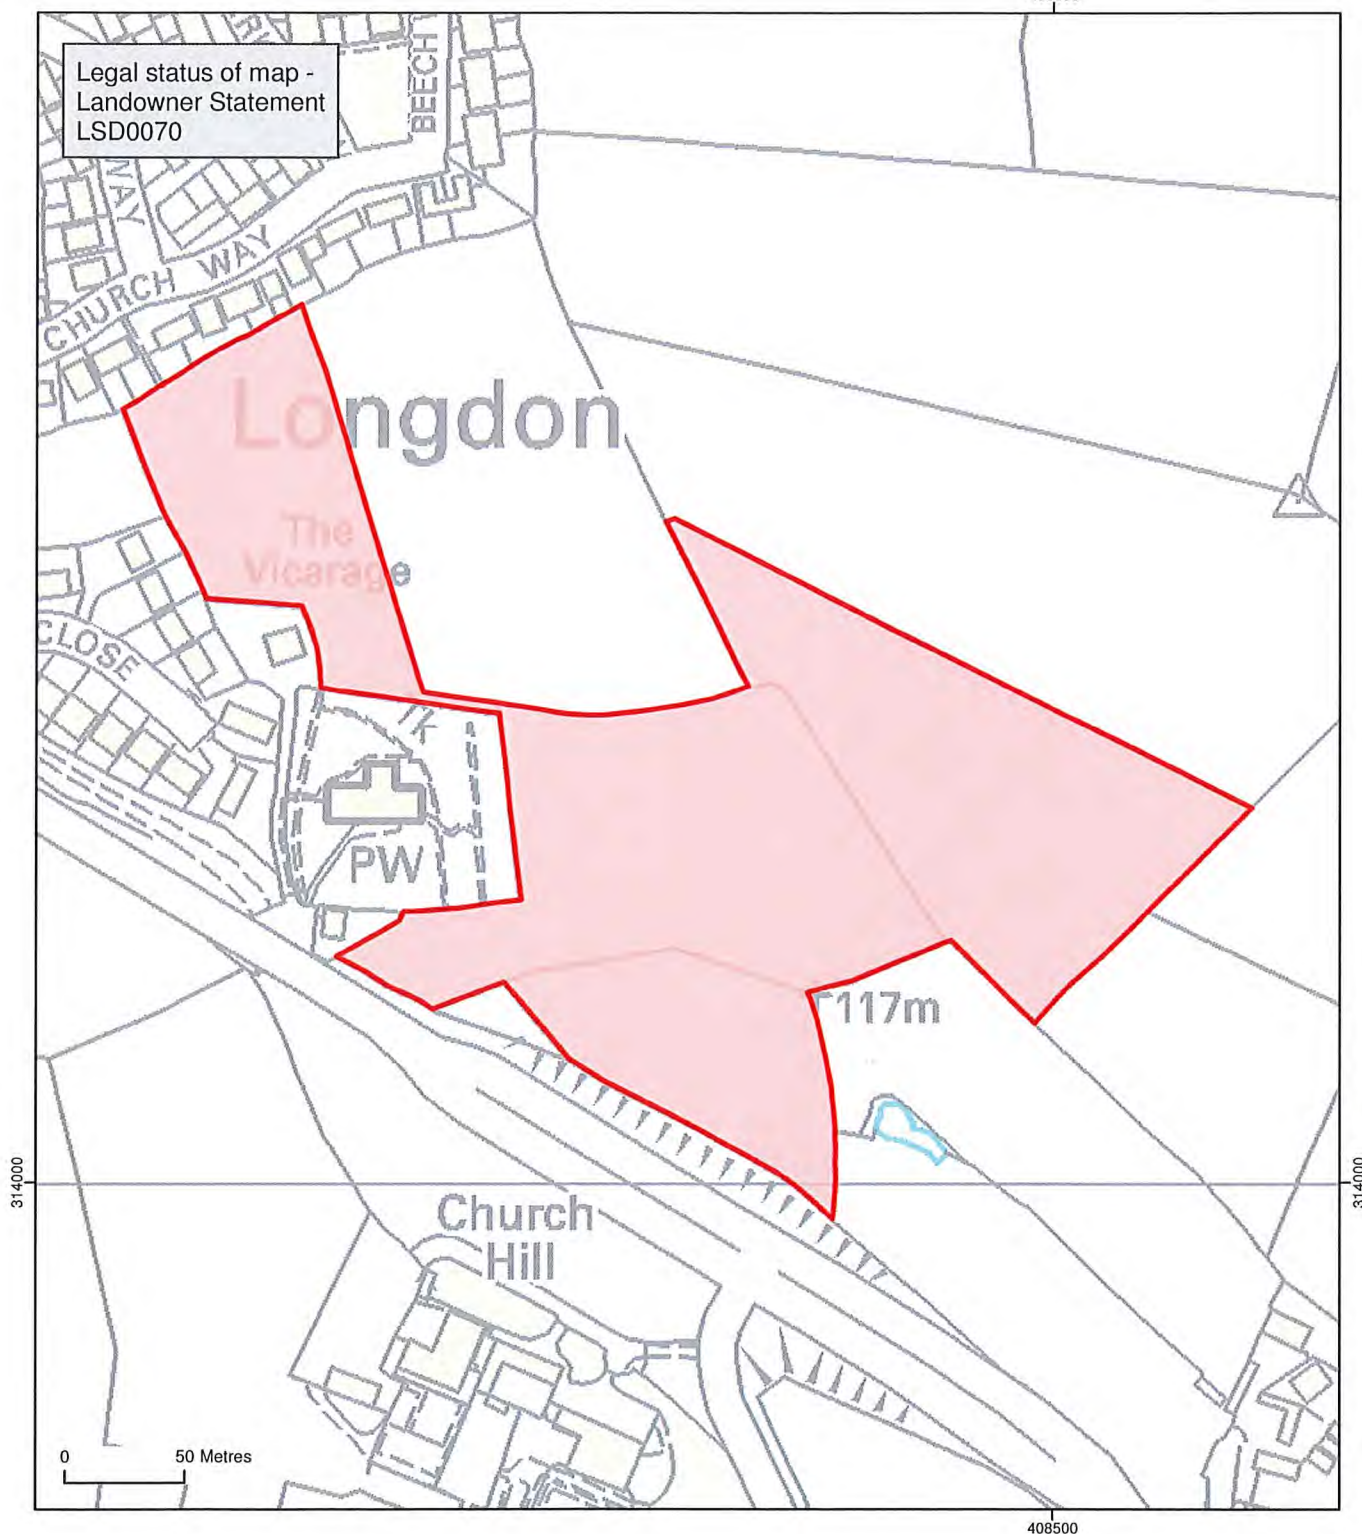 Legal status of map -
Landowner Statement
LSD0070
BEECH
WAY
CHURCH WAY
Longdon
The
Vicarage
CLOSE
PW
117m
314000
314000
Church
Hill
0 50 Metres
408500